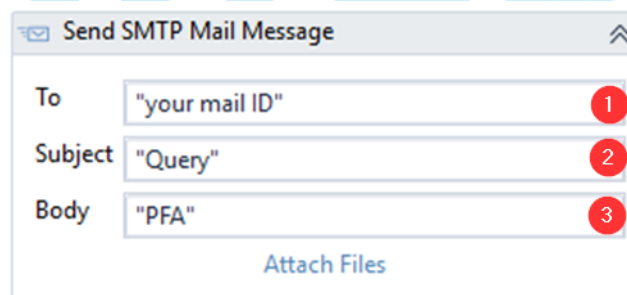 Send SMTP Mail Message
To "your mail ID" 1
Subject "Query" 2
Body "PFA" 3
Attach Files